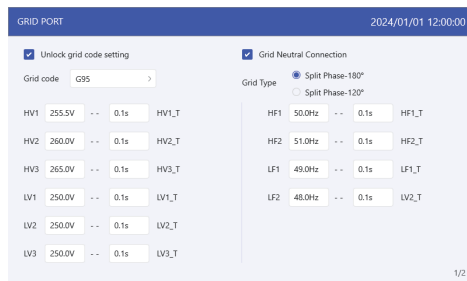 GRID PORT 2024/01/01 12:00:00
Unlock grid code setting
Grid code G95 >
HV1 255.5V -- 0.1s HV1_T
HV2 260.0V -- 0.1s HV2_T
HV3 265.0V -- 0.1s HV3_T
LV1 250.0V -- 0.1s LV1_T
LV2 250.0V -- 0.1s LV2_T
LV3 250.0V -- 0.1s LV3_T
Grid Neutral Connection
Grid Type Split Phase-180°
Split Phase-120°
HF1 50.0Hz -- 0.1s HF1_T
HF2 51.0Hz -- 0.1s HF2_T
LF1 49.0Hz -- 0.1s LF1_T
LF2 48.0Hz -- 0.1s LV2_T
1/2